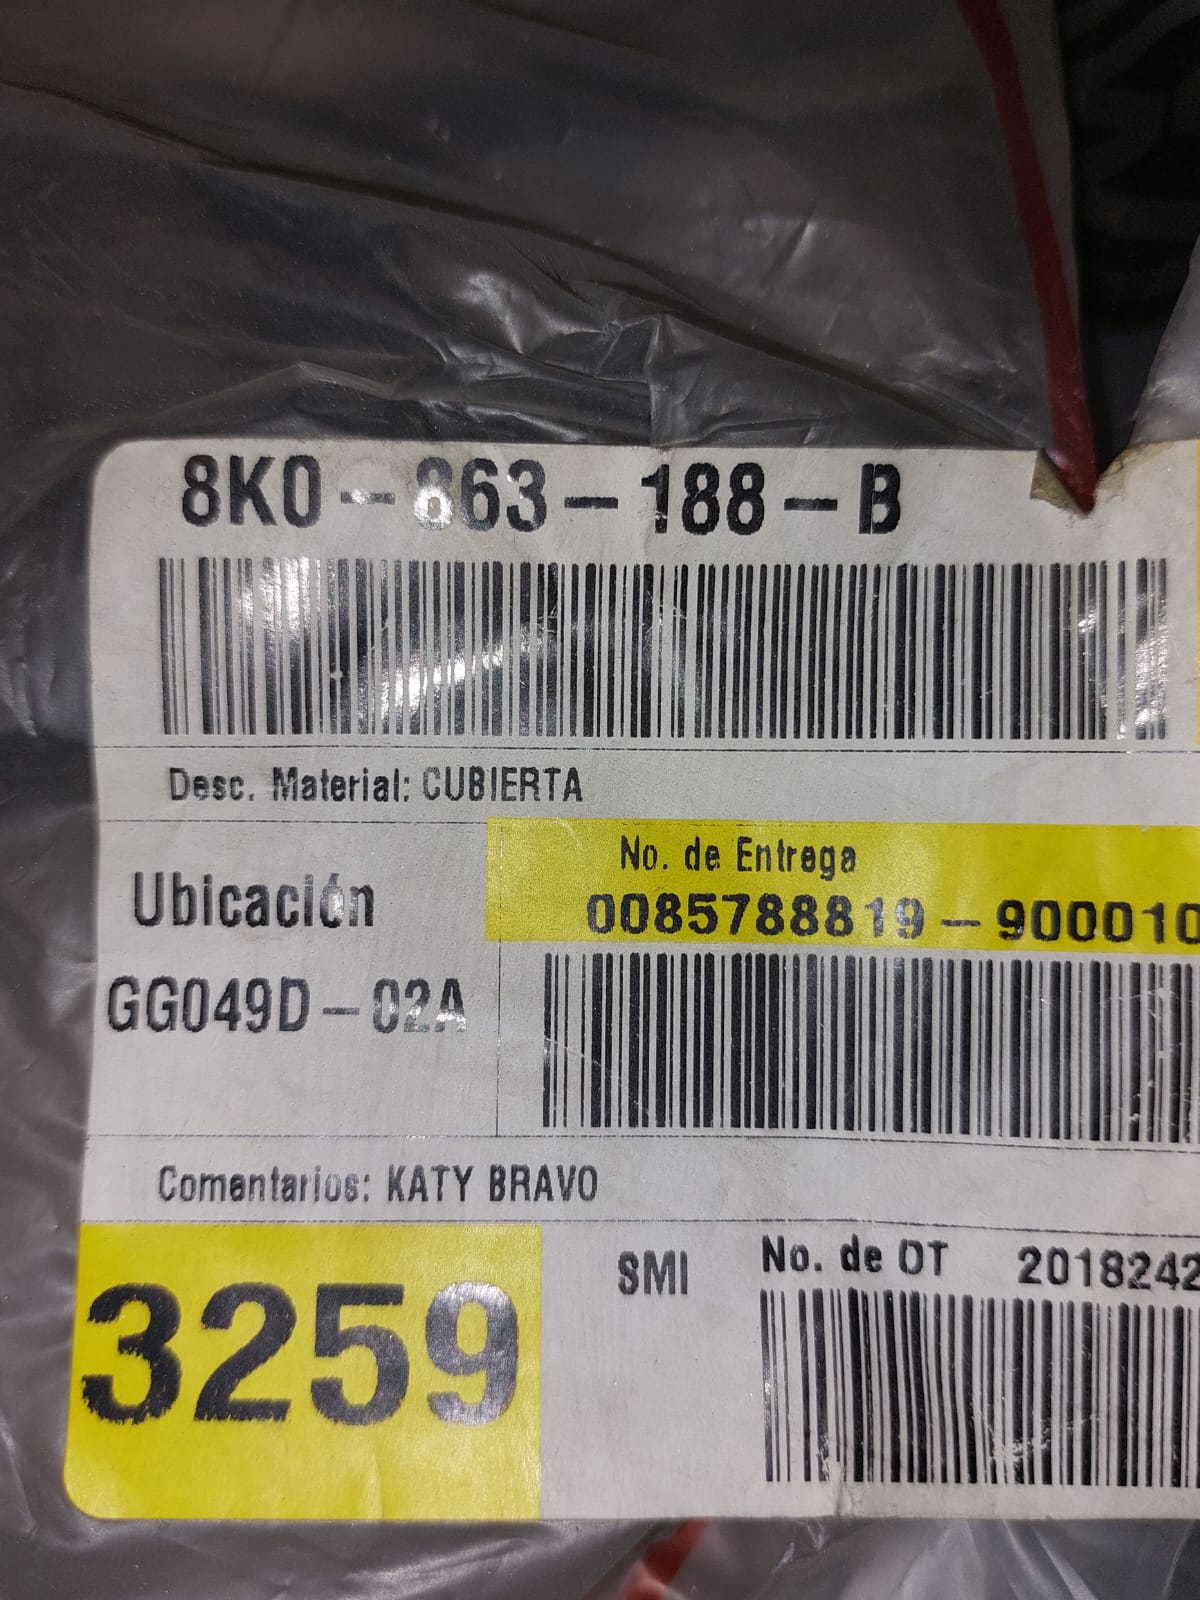 8K0-863-188-B
Desc. Material: CUBIERTA
No. de Entrega
0085788819-900010
Ubicación
GG049D-02A
Comentarios: KATY BRAVO
3259
SMI
No. de OT 2018242